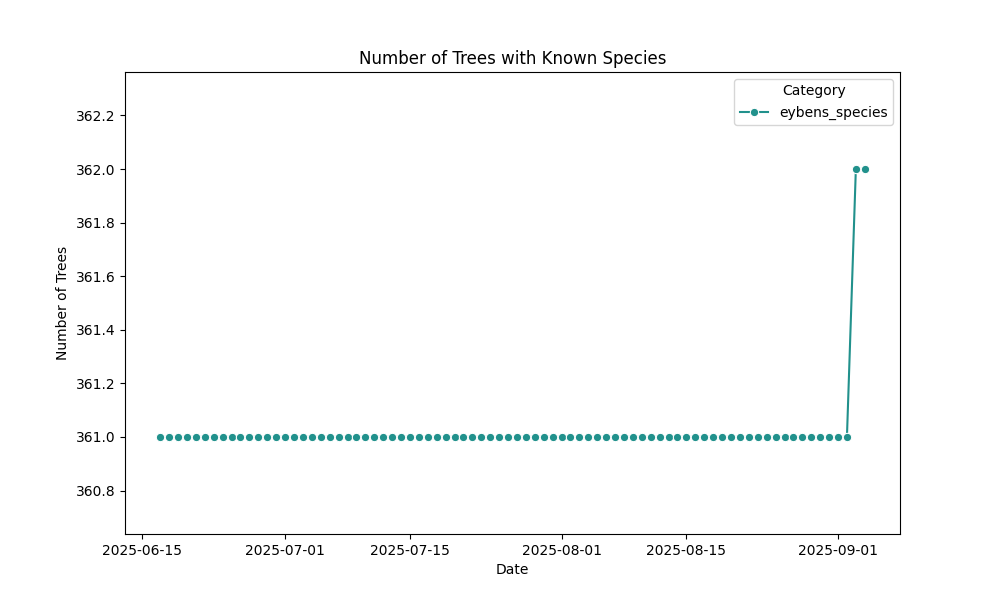 Number of Trees with Known Species
Category
eybens_species
Number of Trees
362.2
362.0
361.8
361.6
361.4
361.2
361.0
360.8
2025-06-15 2025-07-01 2025-07-15 2025-08-01 2025-08-15 2025-09-01
Date